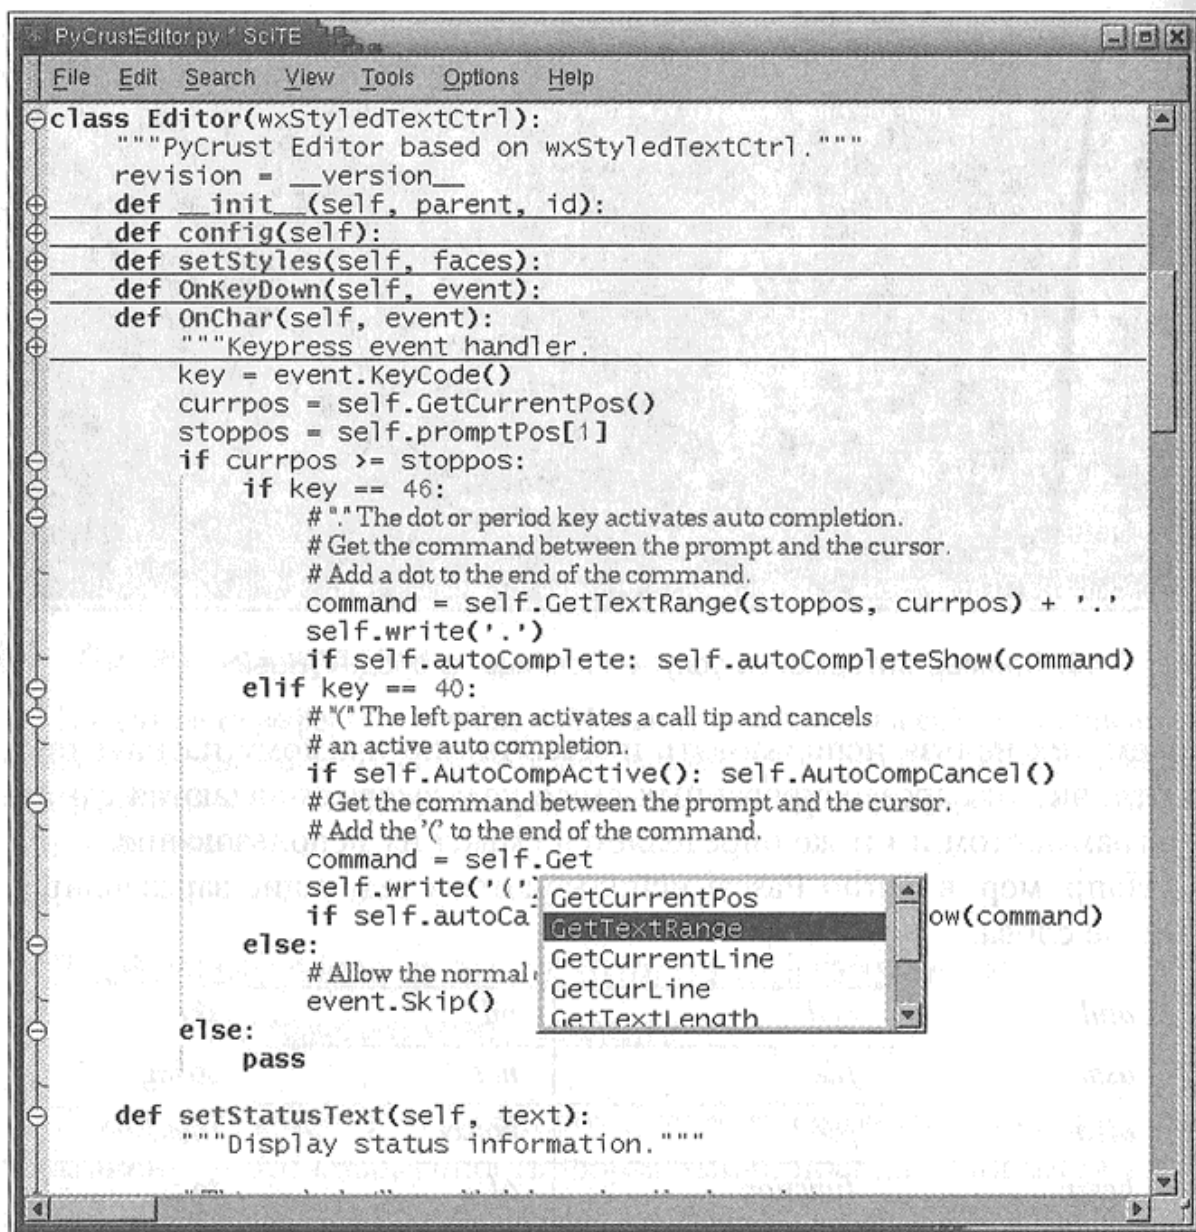 PyCrustEditor.py * SciTE
File Edit Search View Tools Options Help
class Editor(wxStyledTextCtrl):
"""PyCrust Editor based on wxStyledTextCtrl."""
revision = __version__
def __init__(self, parent, id):
def config(self):
def setStyles(self, faces):
def OnKeyDown(self, event):
def OnChar(self, event):
"""Keypress event handler.
key = event.KeyCode()
currpos = self.GetCurrentPos()
stoppos = self.promptPos[1]
if currpos >= stoppos:
if key == 46:
# "." The dot or period key activates auto completion.
# Get the command between the prompt and the cursor.
# Add a dot to the end of the command.
command = self.GetTextRange(stoppos, currpos) + '.'
self.write('.')
if self.autoComplete: self.autoCompleteShow(command)
elif key == 40:
# "(" The left paren activates a call tip and cancels
# an active auto completion.
if self.AutoCompActive(): self.AutoCompCancel()
# Get the command between the prompt and the cursor.
# Add the '(' to the end of the command.
command = self.Get
self.write('(')
GetCurrentPos
if self.autoCa
GetTextRange
ow(command)
else:
GetCurrentLine
# Allow the normal
GetCurLine
event.Skip()
GetTextLength
else:
pass
def setStatusText(self, text):
"""Display status information."""